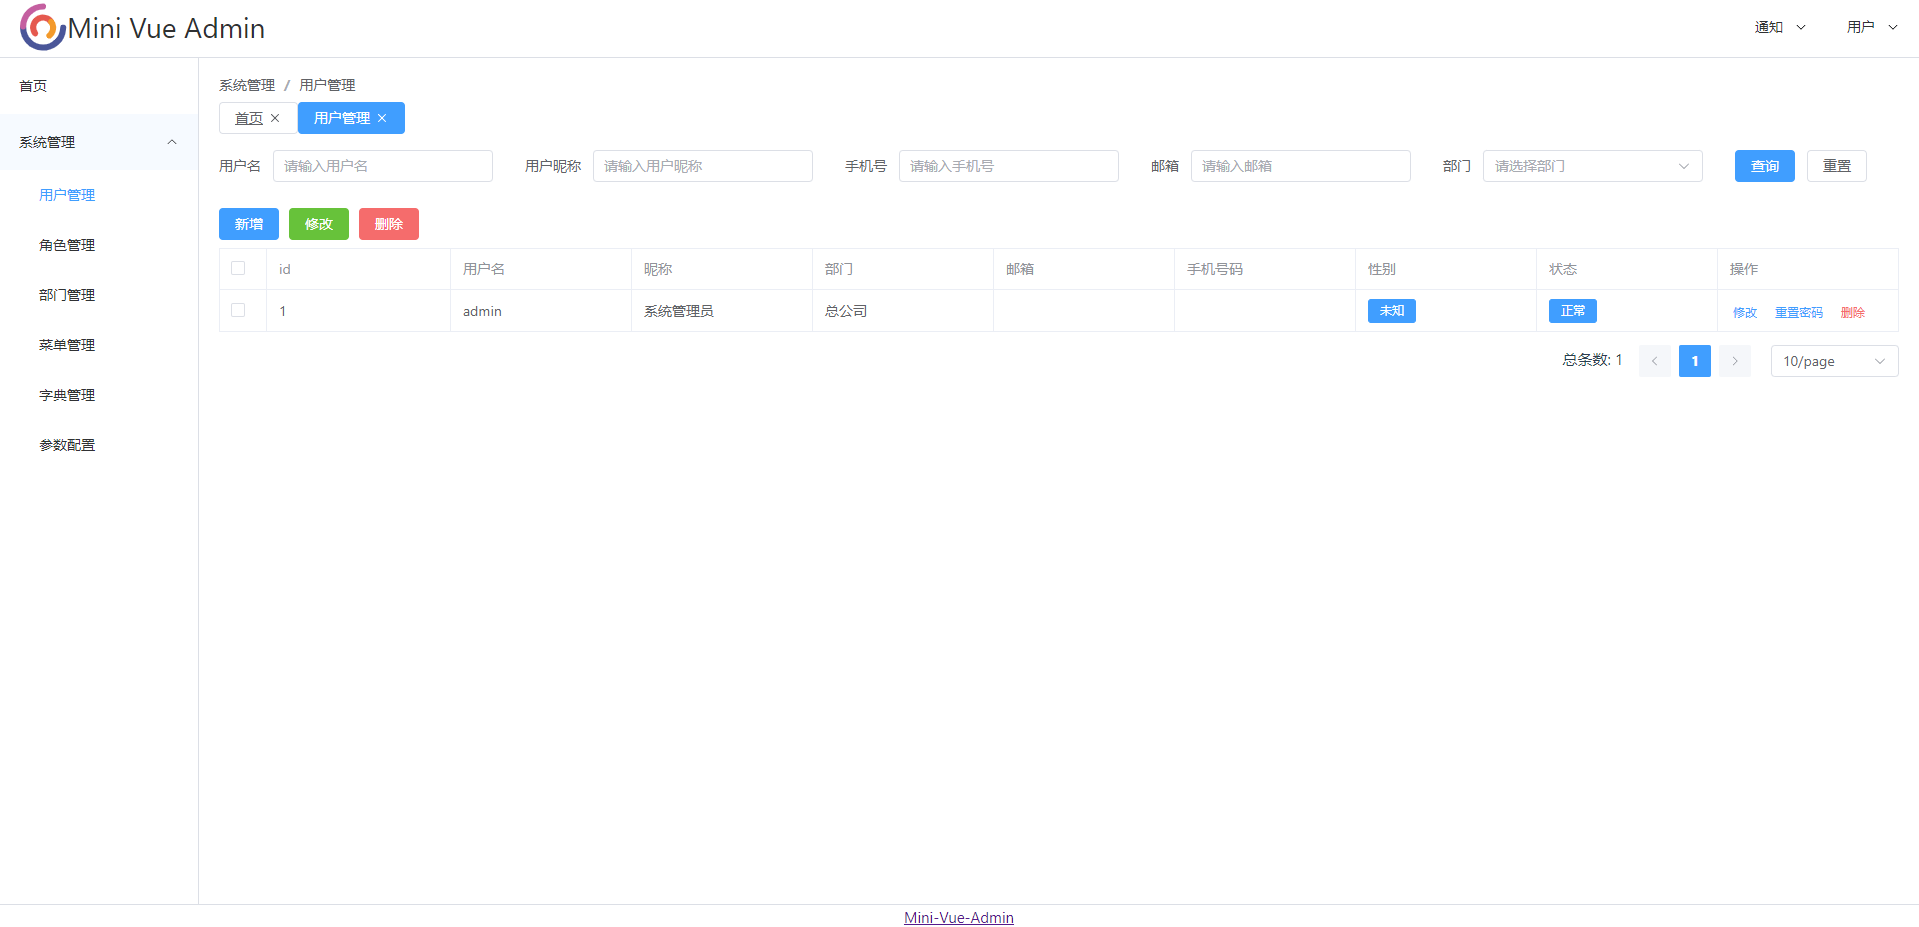 Mini Vue Admin
通知 用户
首页
系统管理
用户管理
角色管理
部门管理
菜单管理
字典管理
参数配置
系统管理 / 用户管理
首页 用户管理
用户名 请输入用户名 用户昵称 请输入用户昵称 手机号 请输入手机号 邮箱 请输入邮箱 部门 请选择部门 查询 重置
新增 修改 删除
id 用户名 昵称 部门 邮箱 手机号码 性别 状态 操作
1 admin 系统管理员 总公司 未知 正常 修改 重置密码 删除
总条数: 1 1 10/page
Mini-Vue-Admin